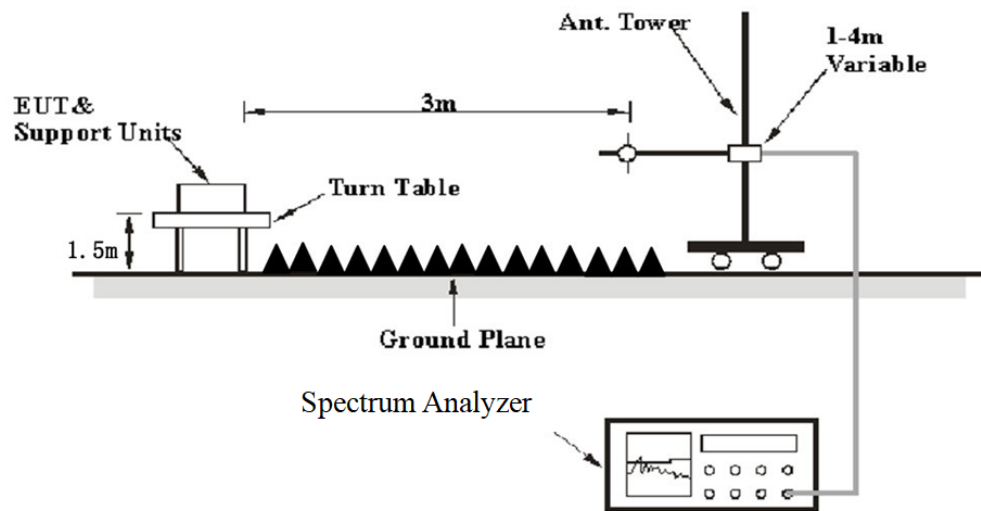 Ant. Tower
1-4m
Variable
3m
EUT&
Support Units
Turn Table
1.5m
Ground Plane
Spectrum Analyzer